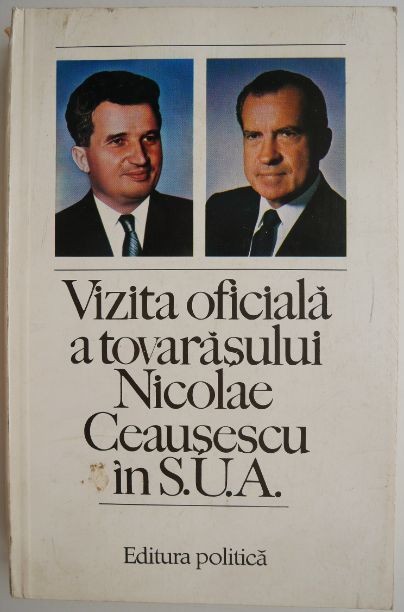 Vizita oficială
a tovarășului
Nicolae
Ceaușescu
în S.U.A.
Editura politică